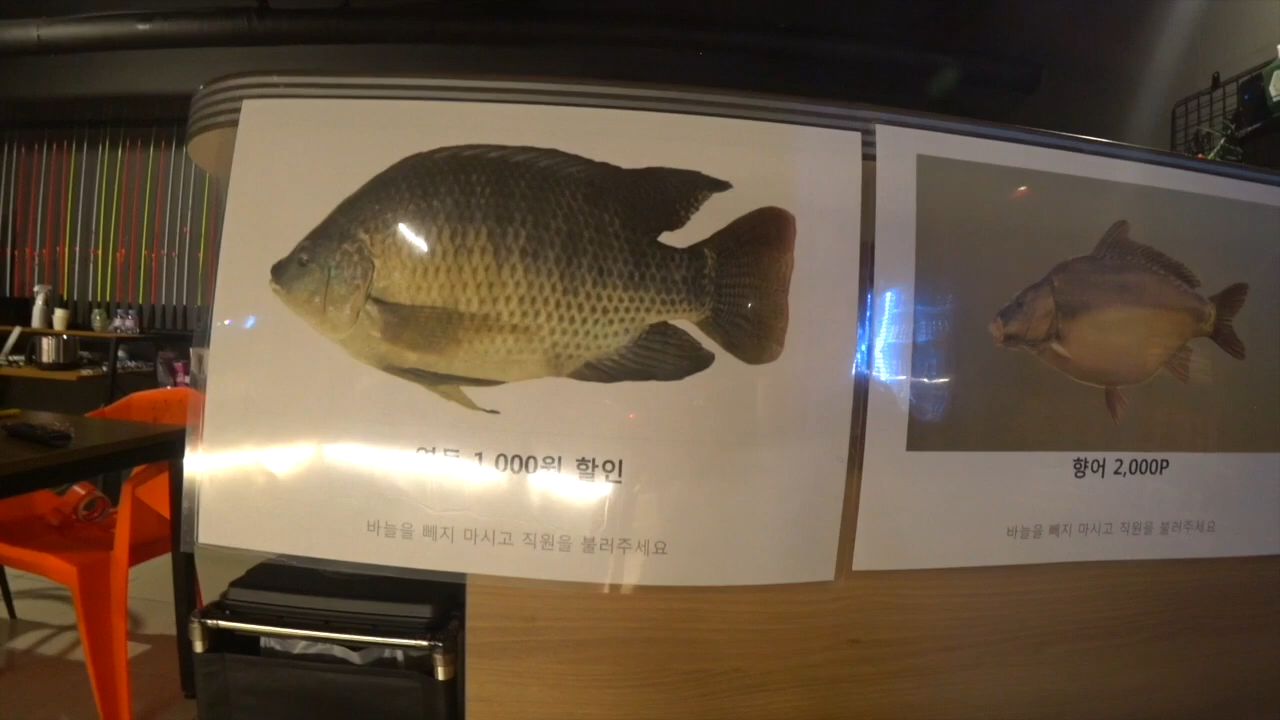 1,000원 할인
바늘을 빼지 마시고 직원을 불러주세요
향어 2,000P
바늘을 빼지 마시고 직원을 불러주세요